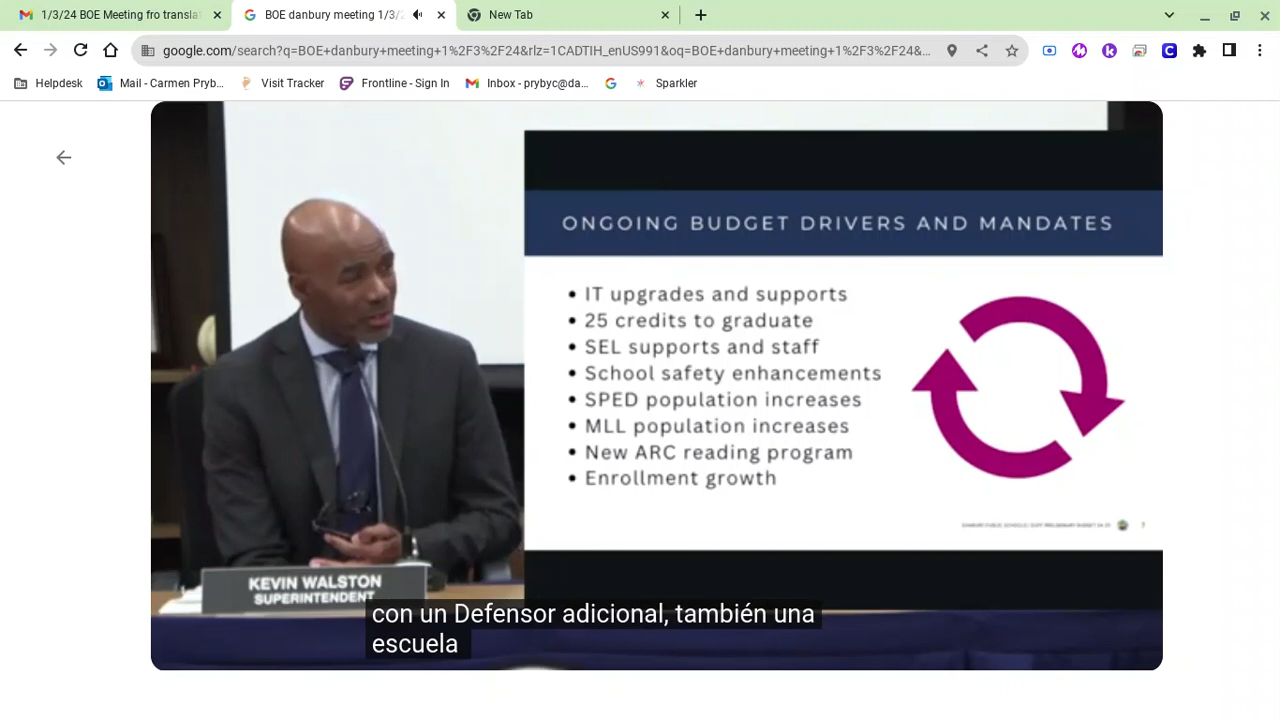 1/3/24 BOE Meeting fro translat
BOE danbury meeting 1/3/2
New Tab
google.com/search?q=BOE+danbury+meeting+1%2F3%2F24&rlz=1CADTIH_enUS991&oq=BOE+danbury+meeting+1%2F3%2F24&...
Helpdesk
Mail - Carmen Pryb...
Visit Tracker
Frontline - Sign In
Inbox - prybyc@da...
Sparkler
ONGOING BUDGET DRIVERS AND MANDATES
• IT upgrades and supports
• 25 credits to graduate
• SEL supports and staff
• School safety enhancements
• SPED population increases
• MLL population increases
• New ARC reading program
• Enrollment growth
KEVIN WALSTON
SUPERINTENDENT
con un Defensor adicional, también una
escuela